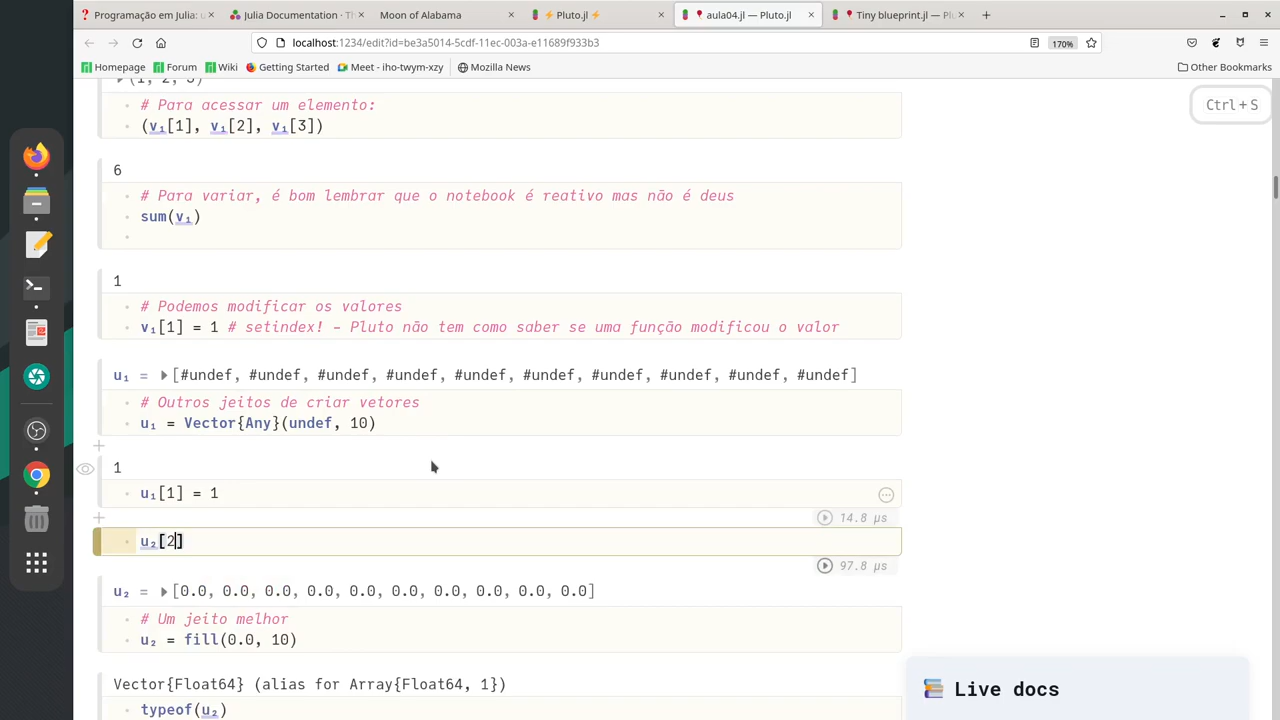 Programação em Julia: u
Julia Documentation · Th
Moon of Alabama
⚡ Pluto.jl ⚡
aula04.jl — Pluto.jl
Tiny blueprint.jl — Plu
localhost:1234/edit?id=be3a5014-5cdf-11ec-003a-e11689f933b3
170%
Homepage
Forum
Wiki
Getting Started
Meet - iho-twym-xzy
Mozilla News
Other Bookmarks
Ctrl+S
(1, 2, 3)
# Para acessar um elemento:
(v₁[1], v₁[2], v₁[3])
6
# Para variar, é bom lembrar que o notebook é reativo mas não é deus
sum(v₁)
1
# Podemos modificar os valores
v₁[1] = 1 # setindex! - Pluto não tem como saber se uma função modificou o valor
u₁ = ▸[#undef, #undef, #undef, #undef, #undef, #undef, #undef, #undef, #undef, #undef]
# Outros jeitos de criar vetores
u₁ = Vector{Any}(undef, 10)
1
u₁[1] = 1
14.8 μs
u₂[2]
97.8 μs
u₂ = ▸[0.0, 0.0, 0.0, 0.0, 0.0, 0.0, 0.0, 0.0, 0.0, 0.0]
# Um jeito melhor
u₂ = fill(0.0, 10)
Vector{Float64} (alias for Array{Float64, 1})
typeof(u₂)
Live docs